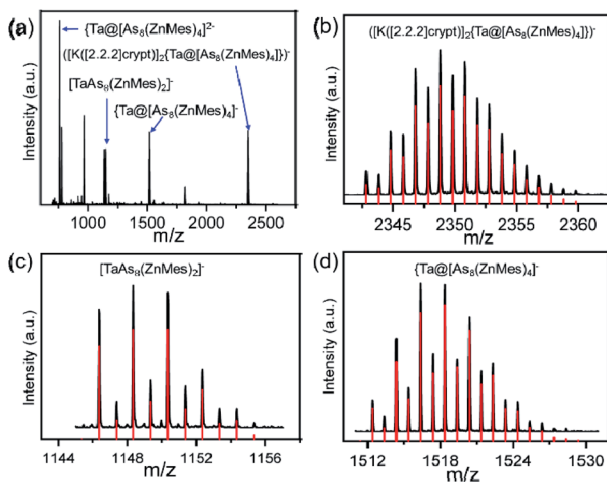 (a)
{Ta@[As₈(ZnMes)₄]²⁻
([K([2.2.2]crypt)]₂{Ta@[As₈(ZnMes)₄]})⁻
[TaAs₈(ZnMes)₂]⁻
{Ta@[As₈(ZnMes)₄]⁻
Intensity (a.u.)
1000 1500 2000 2500
m/z
(b)
([K([2.2.2]crypt)]₂{Ta@[As₈(ZnMes)₄]})⁻
Intensity (a.u.)
2345 2350 2355 2360
m/z
(c)
[TaAs₈(ZnMes)₂]⁻
Intensity (a.u.)
1144 1148 1152 1156
m/z
(d)
{Ta@[As₈(ZnMes)₄]⁻
Intensity (a.u.)
1512 1518 1524 1530
m/z